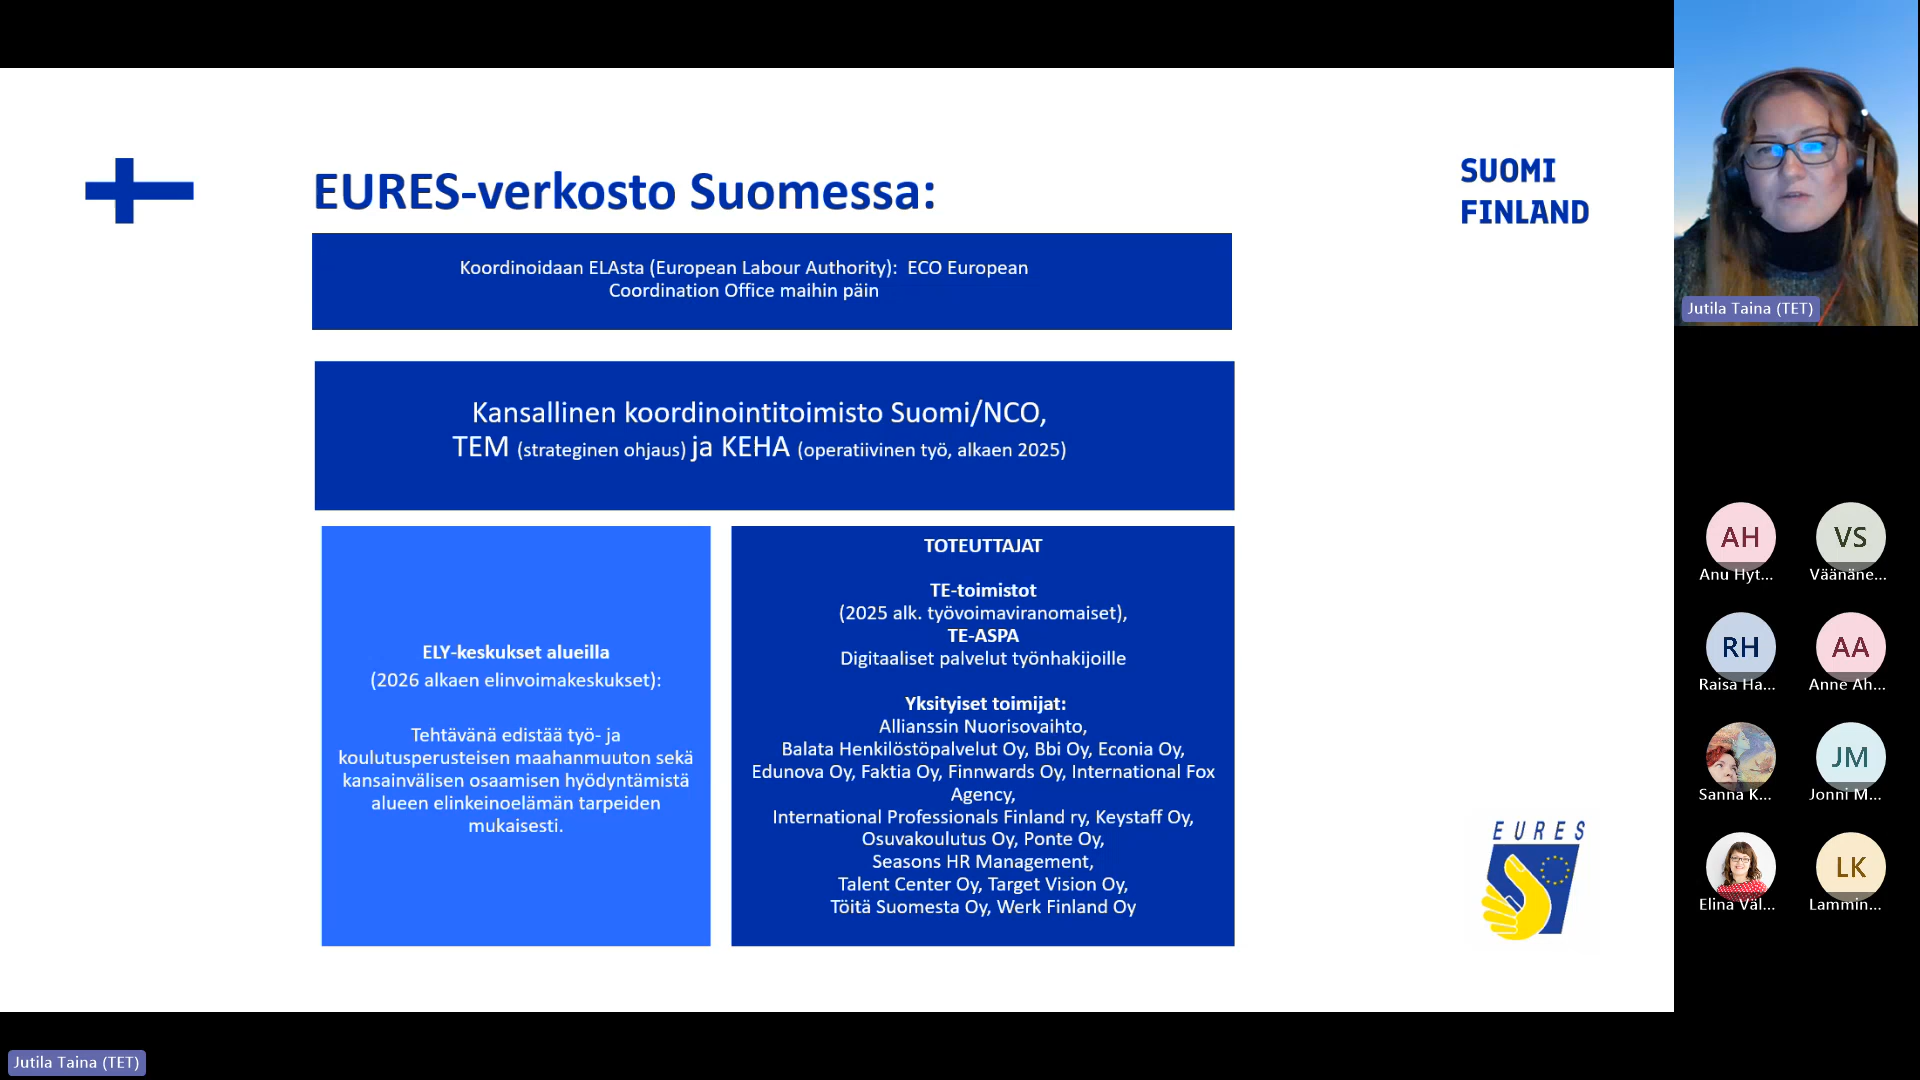 EURES-verkosto Suomessa:
SUOMI
FINLAND
Koordinoidaan ELAsta (European Labour Authority): ECO European
Coordination Office maihin päin
Kansallinen koordinointitoimisto Suomi/NCO,
TEM (strateginen ohjaus) ja KEHA (operatiivinen työ, alkaen 2025)
ELY-keskukset alueilla
(2026 alkaen elinvoimakeskukset):
Tehtävänä edistää työ- ja
koulutusperusteisen maahanmuuton sekä
kansainvälisen osaamisen hyödyntämistä
alueen elinkeinoelämän tarpeiden
mukaisesti.
TOTEUTTAJAT
TE-toimistot
(2025 alk. työvoimaviranomaiset),
TE-ASPA
Digitaaliset palvelut työnhakijoille
Yksityiset toimijat:
Allianssin Nuorisovaihto,
Balata Henkilöstöpalvelut Oy, Bbi Oy, Econia Oy,
Edunova Oy, Faktia Oy, Finnwards Oy, International Fox
Agency,
International Professionals Finland ry, Keystaff Oy,
Osuvakoulutus Oy, Ponte Oy,
Seasons HR Management,
Talent Center Oy, Target Vision Oy,
Töitä Suomesta Oy, Werk Finland Oy
EURES
Jutila Taina (TET)
AH
Anu Hyt...
VS
Väänäne...
RH
Raisa Ha...
AA
Anne Ah...
Sanna K...
JM
Jonni M...
Elina Väl...
LK
Lammin...
Jutila Taina (TET)